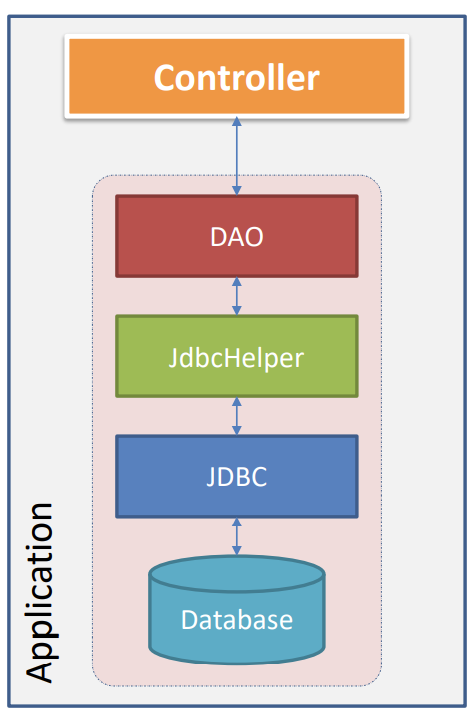 Controller
DAO
JdbcHelper
JDBC
Database
Application